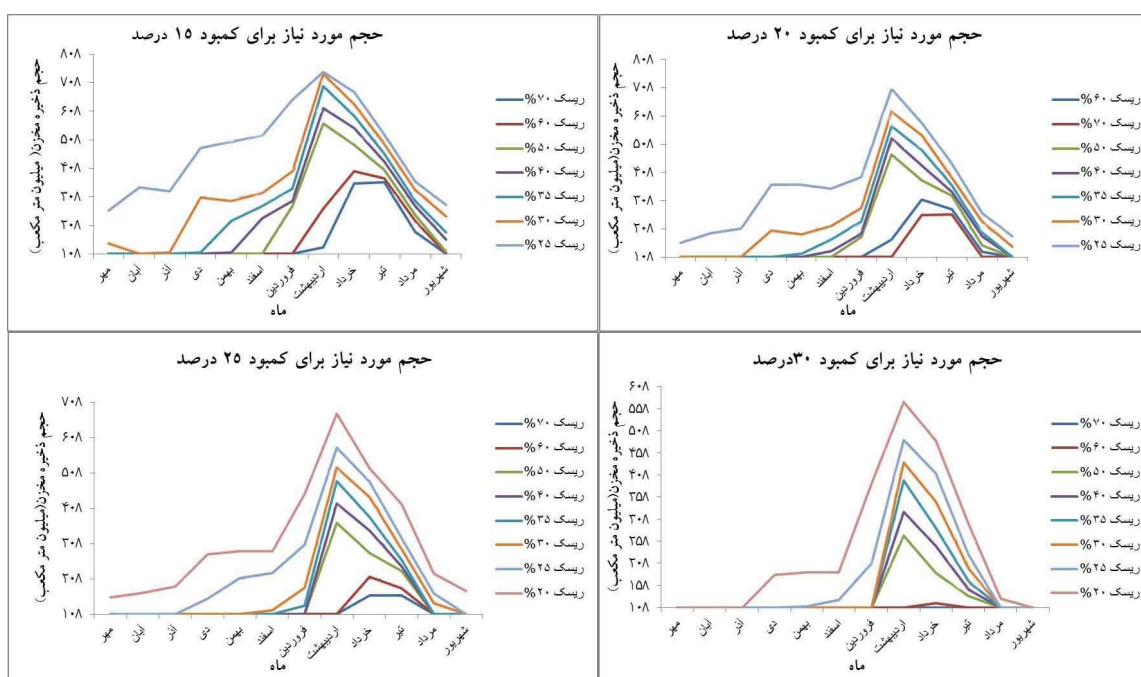 حجم مورد نیاز برای کمبود ۱۵ درصد
حجم ذخیره مخزن( میلیون متر مکعب)
۸۰۸
۷۰۸
۶۰۸
۵۰۸
۴۰۸
۳۰۸
۲۰۸
۱۰۸
مهر
آبان
آذر
دی
بهمن
اسفند
فروردین
اردیبهشت
خرداد
تیر
مرداد
شهریور
ماه
ریسک ۷۰%
ریسک ۶۰%
ریسک ۵۰%
ریسک ۴۰%
ریسک ۳۵%
ریسک ۳۰%
ریسک ۲۵%
حجم مورد نیاز برای کمبود ۲۰ درصد
حجم ذخیره مخزن(میلیون متر مکعب)
۸۰۸
۷۰۸
۶۰۸
۵۰۸
۴۰۸
۳۰۸
۲۰۸
۱۰۸
مهر
آبان
آذر
دی
بهمن
اسفند
فروردین
اردیبهشت
خرداد
تیر
مرداد
شهریور
ماه
ریسک ۶۰%
ریسک ۷۰%
ریسک ۵۰%
ریسک ۴۰%
ریسک ۳۵%
ریسک ۳۰%
ریسک ۲۵%
حجم مورد نیاز برای کمبود ۲۵ درصد
حجم ذخیره مخزن(میلیون متر مکعب)
۷۰۸
۶۰۸
۵۰۸
۴۰۸
۳۰۸
۲۰۸
۱۰۸
مهر
آبان
آذر
دی
بهمن
اسفند
فروردین
اردیبهشت
خرداد
تیر
مرداد
شهریور
ماه
ریسک ۷۰%
ریسک ۶۰%
ریسک ۵۰%
ریسک ۴۰%
ریسک ۳۵%
ریسک ۳۰%
ریسک ۲۵%
ریسک ۲۰%
حجم مورد نیاز برای کمبود ۳۰درصد
حجم ذخیره مخزن(میلیون متر مکعب)
۶۰۸
۵۵۸
۵۰۸
۴۵۸
۴۰۸
۳۵۸
۳۰۸
۲۵۸
۲۰۸
۱۵۸
۱۰۸
مهر
آبان
آذر
دی
بهمن
اسفند
فروردین
اردیبهشت
خرداد
تیر
مرداد
شهریور
ماه
ریسک ۷۰%
ریسک ۶۰%
ریسک ۵۰%
ریسک ۴۰%
ریسک ۳۵%
ریسک ۳۰%
ریسک ۲۵%
ریسک ۲۰%